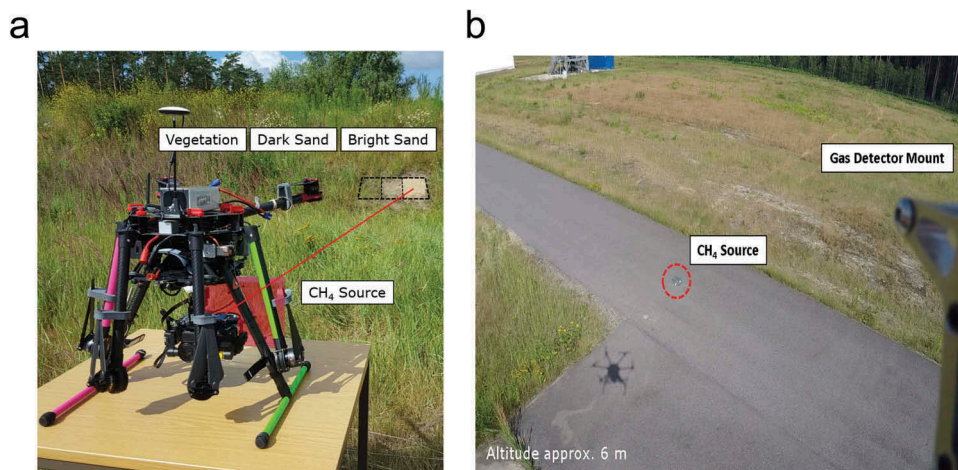 a
b
Vegetation
Dark Sand
Bright Sand
CH₄ Source
Gas Detector Mount
CH₄ Source
Altitude approx. 6 m